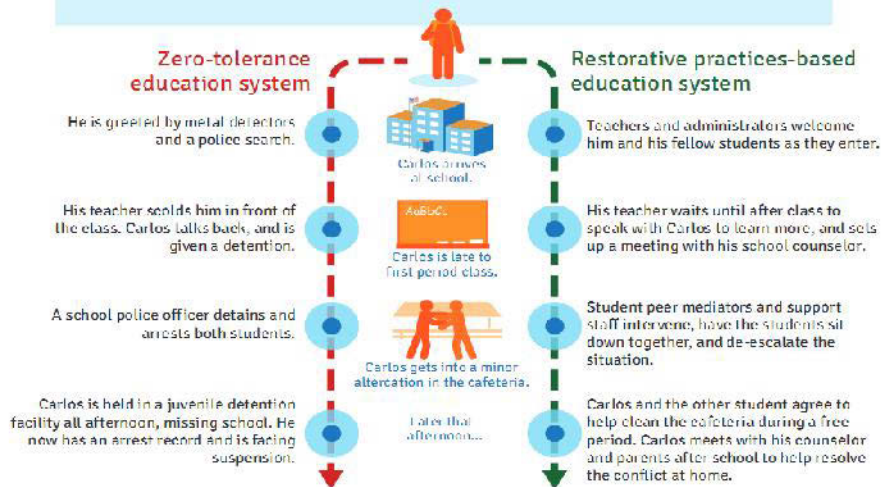 Zero-tolerance
education system
Restorative practices-based
education system
He is greeted by metal detectors
and a police search.
Carlos arrives
at school.
Teachers and administrators welcome
him and his fellow students as they enter.
His teacher scolds him in front of
the class. Carlos talks back, and is
given a detention.
AaBbCc
Carlos is late to
first period class.
His teacher waits until after class to
speak with Carlos to learn more, and sets
up a meeting with his school counselor.
A school police officer detains and
arrests both students.
Carlos gets into a minor
altercation in the cafeteria.
Student peer mediators and support
staff intervene, have the students sit
down together, and de-escalate the
situation.
Carlos is held in a juvenile detention
facility all afternoon, missing school. He
now has an arrest record and is facing
suspension.
Later that
afternoon...
Carlos and the other student agree to
help clean the cafeteria during a free
period. Carlos meets with his counselor
and parents after school to help resolve
the conflict at home.